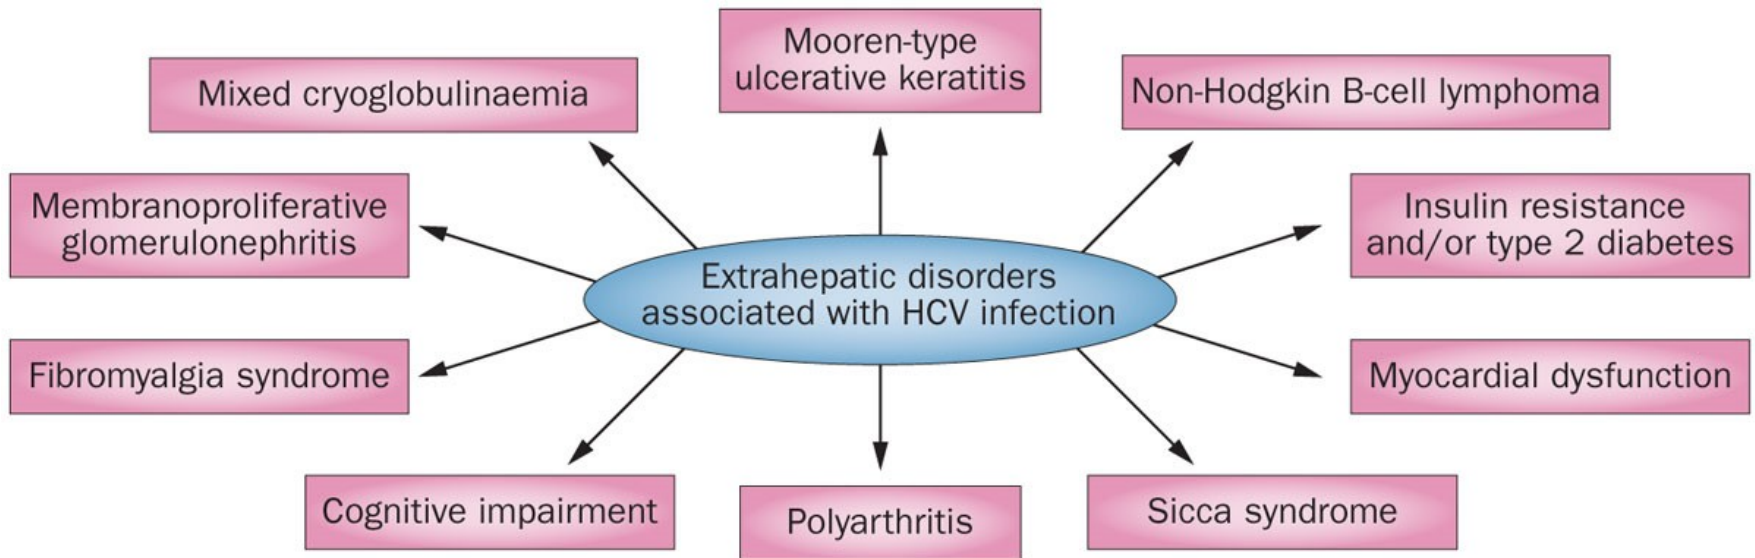 Mooren-type
ulcerative keratitis
Mixed cryoglobulinaemia
Non-Hodgkin B-cell lymphoma
Membranoproliferative
glomerulonephritis
Insulin resistance
and/or type 2 diabetes
Extrahepatic disorders
associated with HCV infection
Fibromyalgia syndrome
Myocardial dysfunction
Cognitive impairment
Polyarthritis
Sicca syndrome